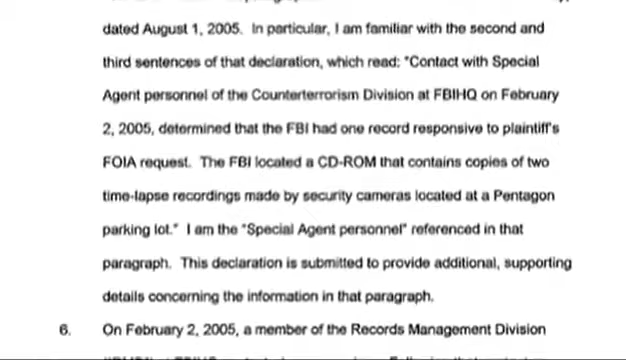 dated August 1, 2005. In particular, I am familiar with the second and
third sentences of that declaration, which read: "Contact with Special
Agent personnel of the Counterterrorism Division at FBIHQ on February
2, 2005, determined that the FBI had one record responsive to plaintiff's
FOIA request. The FBI located a CD-ROM that contains copies of two
time-lapse recordings made by security cameras located at a Pentagon
parking lot." I am the "Special Agent personnel" referenced in that
paragraph. This declaration is submitted to provide additional, supporting
details concerning the information in that paragraph.
6. On February 2, 2005, a member of the Records Management Division